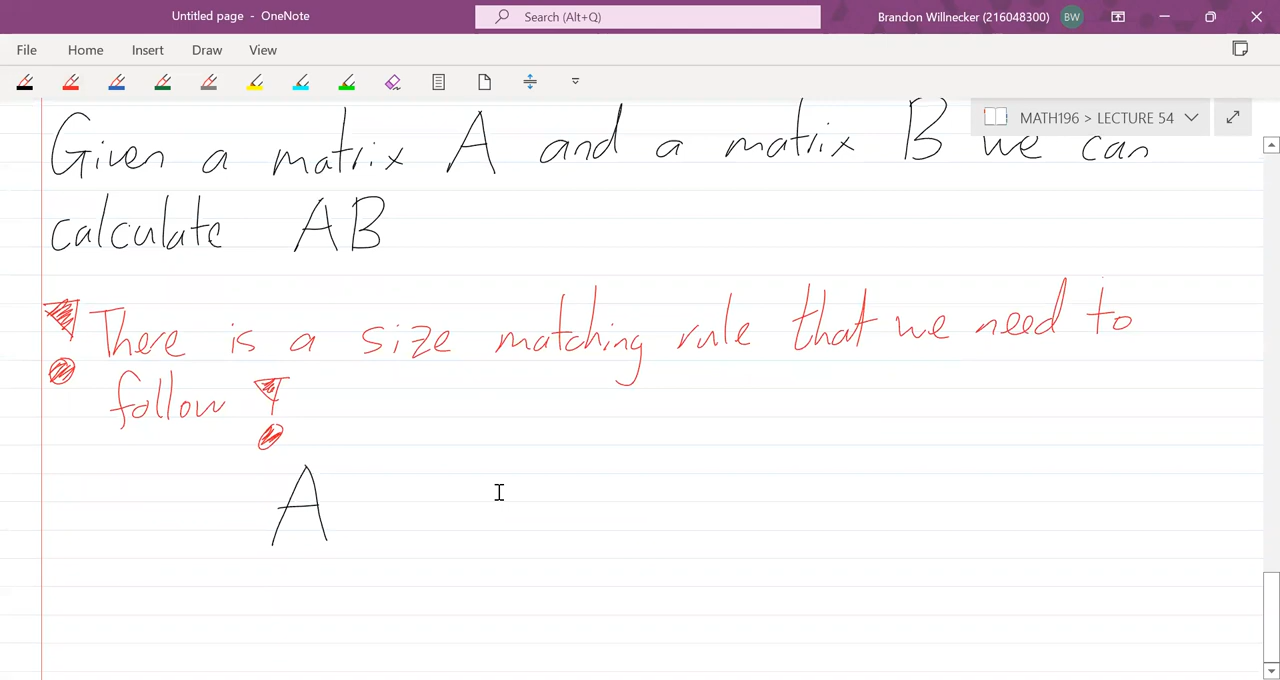 Untitled page - OneNote
Search (Alt+Q)
Brandon Willnecker (216048300)
BW
File Home Insert Draw View
MATH196 > LECTURE 54
Given a matrix A and a matrix B we can
calculate AB
! There is a size matching rule that we need to
follow !
A